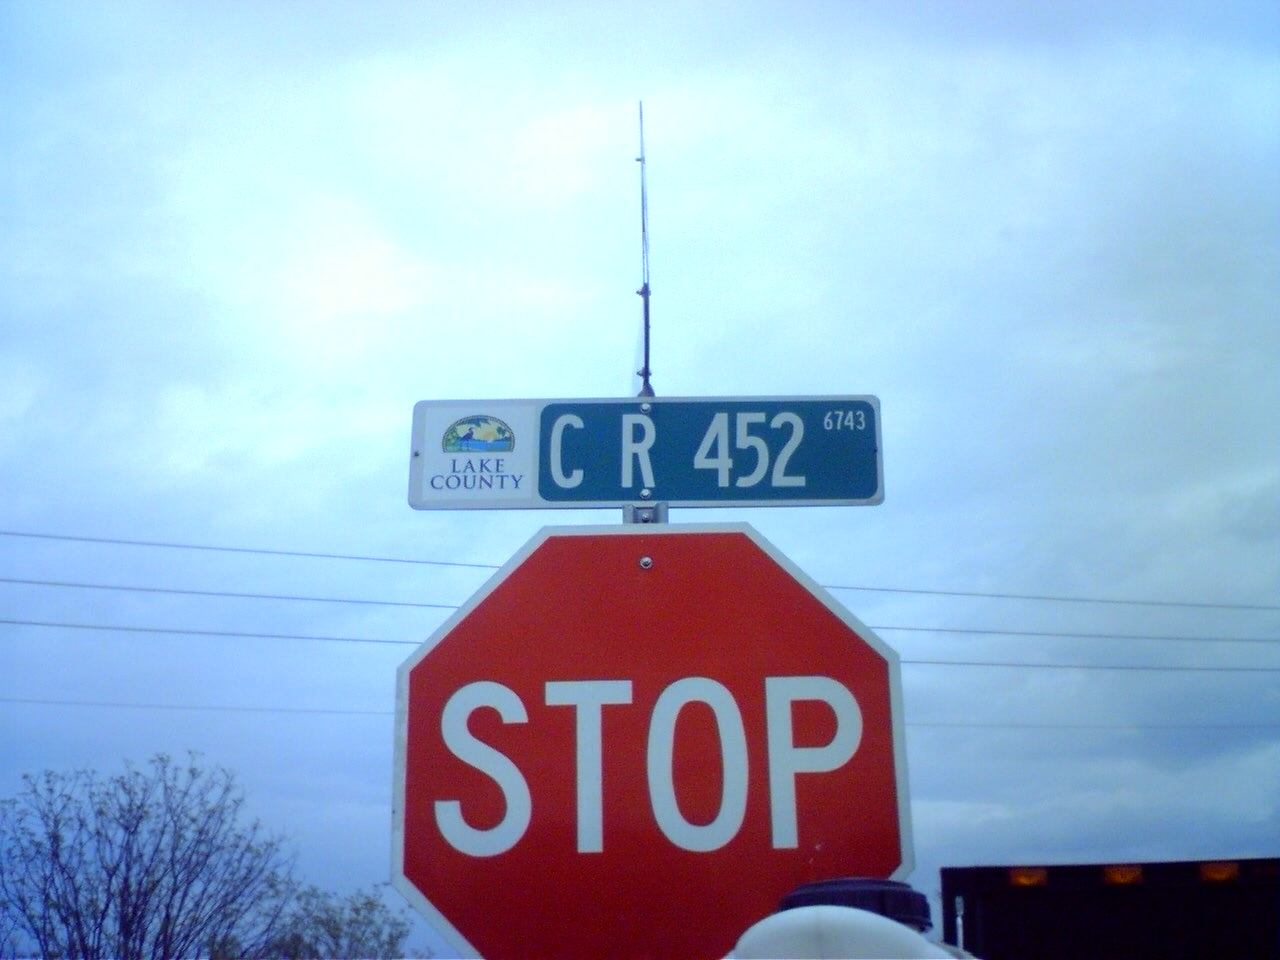 LAKE
COUNTY
C R 452 6743
STOP